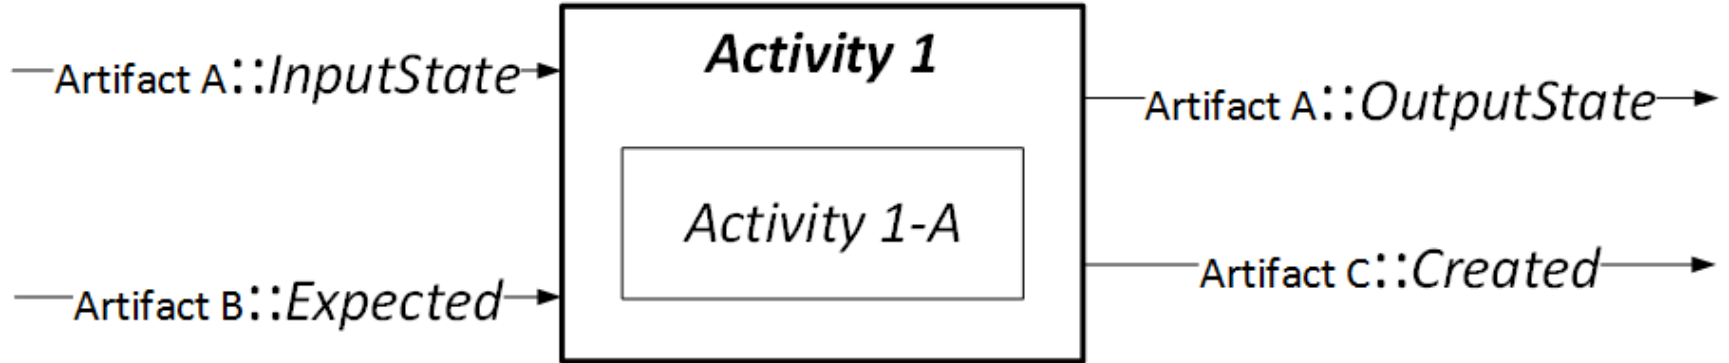 Artifact A::InputState
Artifact B::Expected
Activity 1
Activity 1-A
Artifact A::OutputState
Artifact C::Created